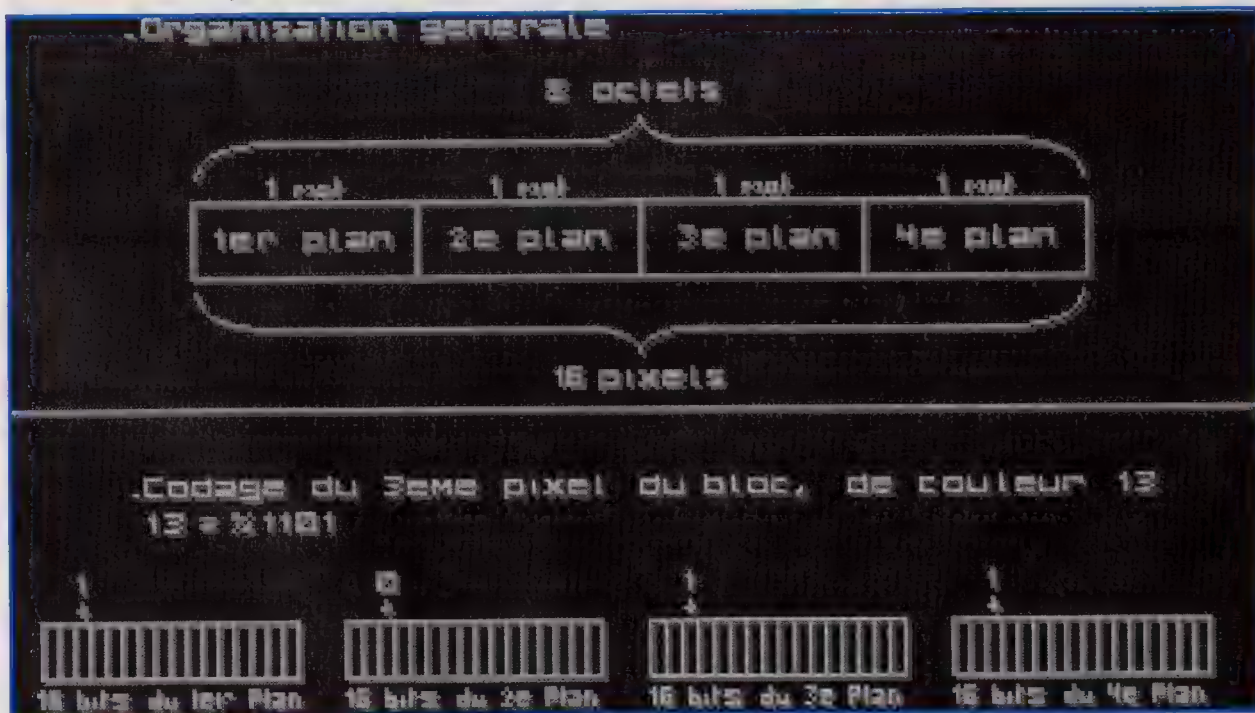 .Organisation generale
8 octets
1 mot 1 mot 1 mot 1 mot
1er plan 2e plan 3e plan 4e plan
16 pixels
.Codage du 3eme pixel du bloc, de couleur 13
13 = %1101
1 0 1 1
16 bits du 1er Plan 16 bits du 2e Plan 16 bits du 3e Plan 16 bits du 4e Plan